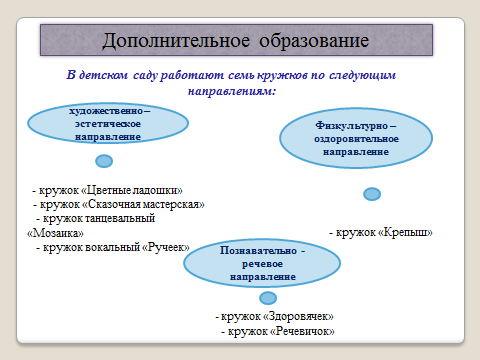 Дополнительное образование
В детском саду работают семь кружков по следующим
направлениям:
художественно –
эстетическое
направление
- кружок «Цветные ладошки»
- кружок «Сказочная мастерская»
- кружок танцевальный
«Мозаика»
- кружок вокальный «Ручеек»
Физкультурно –
оздоровительное
направление
- кружок «Крепыш»
Познавательно -
речевое
направление
- кружок «Здоровячек»
- кружок «Речевичок»